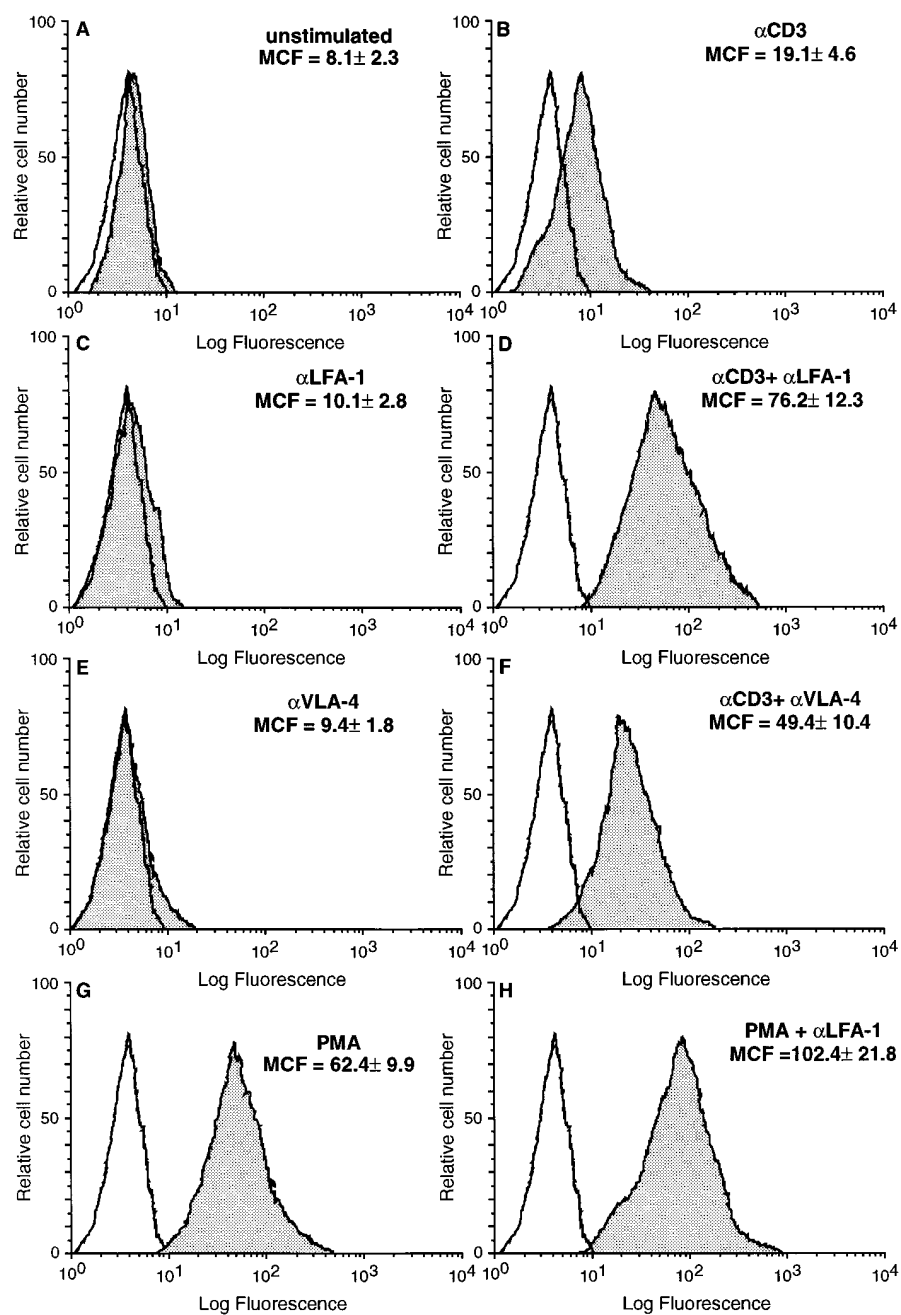 A
unstimulated
MCF = 8.1± 2.3
Relative cell number
100
50
0
10^0 10^1 10^2 10^3 10^4
Log Fluorescence
B
αCD3
MCF = 19.1± 4.6
Relative cell number
100
50
0
10^0 10^1 10^2 10^3 10^4
Log Fluorescence
C
αLFA-1
MCF = 10.1± 2.8
Relative cell number
100
50
0
10^0 10^1 10^2 10^3 10^4
Log Fluorescence
D
αCD3+ αLFA-1
MCF = 76.2± 12.3
Relative cell number
100
50
0
10^0 10^1 10^2 10^3 10^4
Log Fluorescence
E
αVLA-4
MCF = 9.4± 1.8
Relative cell number
100
50
0
10^0 10^1 10^2 10^3 10^4
Log Fluorescence
F
αCD3+ αVLA-4
MCF = 49.4± 10.4
Relative cell number
100
50
0
10^0 10^1 10^2 10^3 10^4
Log Fluorescence
G
PMA
MCF = 62.4± 9.9
Relative cell number
100
50
0
10^0 10^1 10^2 10^3 10^4
Log Fluorescence
H
PMA + αLFA-1
MCF =102.4± 21.8
Relative cell number
100
50
0
10^0 10^1 10^2 10^3 10^4
Log Fluorescence